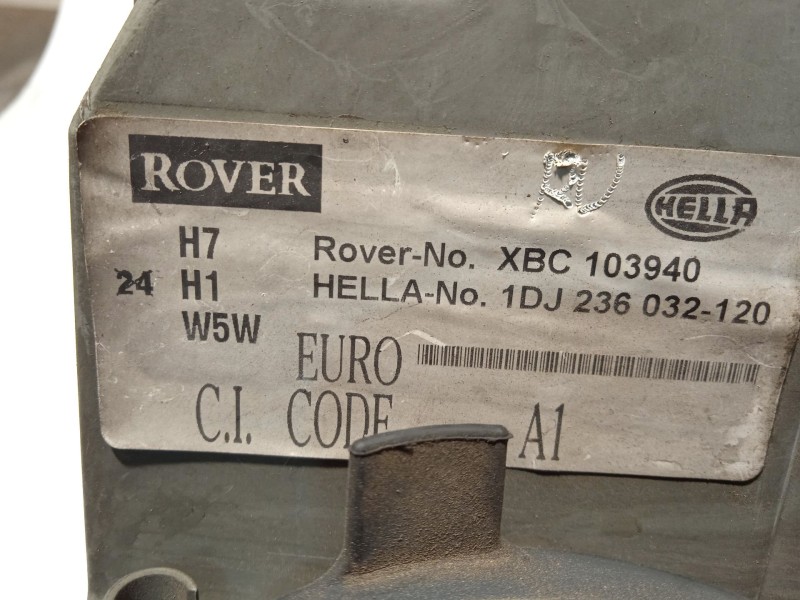 ROVER
HELLA
H7 Rover-No. XBC 103940
24 H1 HELLA-No. 1DJ 236 032-120
W5W
EURO
C.I. CODE A1